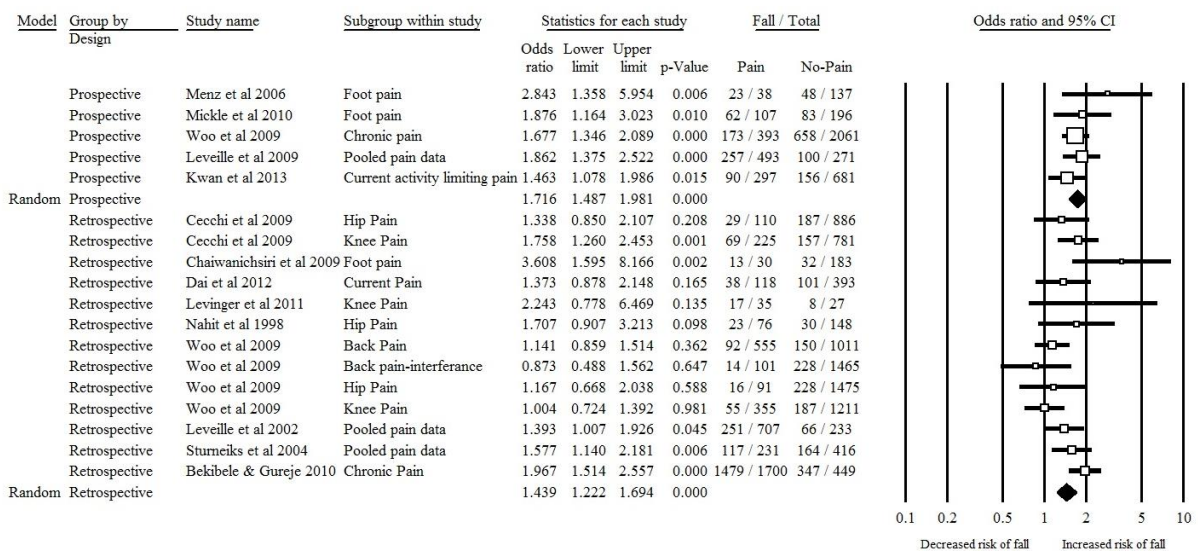 Model Group by Study name Subgroup within study Statistics for each study Fall / Total Odds ratio and 95% CI
Design
Odds Lower Upper
ratio limit limit p-Value Pain No-Pain
Prospective Menz et al 2006 Foot pain 2.843 1.358 5.954 0.006 23 / 38 48 / 137
Prospective Mickle et al 2010 Foot pain 1.876 1.164 3.023 0.010 62 / 107 83 / 196
Prospective Woo et al 2009 Chronic pain 1.677 1.346 2.089 0.000 173 / 393 658 / 2061
Prospective Leveille et al 2009 Pooled pain data 1.862 1.375 2.522 0.000 257 / 493 100 / 271
Prospective Kwan et al 2013 Current activity limiting pain 1.463 1.078 1.986 0.015 90 / 297 156 / 681
Random Prospective 1.716 1.487 1.981 0.000
Retrospective Cecchi et al 2009 Hip Pain 1.338 0.850 2.107 0.208 29 / 110 187 / 886
Retrospective Cecchi et al 2009 Knee Pain 1.758 1.260 2.453 0.001 69 / 225 157 / 781
Retrospective Chaiwanichsiri et al 2009 Foot pain 3.608 1.595 8.166 0.002 13 / 30 32 / 183
Retrospective Dai et al 2012 Current Pain 1.373 0.878 2.148 0.165 38 / 118 101 / 393
Retrospective Levinger et al 2011 Knee Pain 2.243 0.778 6.469 0.135 17 / 35 8 / 27
Retrospective Nahit et al 1998 Hip Pain 1.707 0.907 3.213 0.098 23 / 76 30 / 148
Retrospective Woo et al 2009 Back Pain 1.141 0.859 1.514 0.362 92 / 555 150 / 1011
Retrospective Woo et al 2009 Back pain-interferance 0.873 0.488 1.562 0.647 14 / 101 228 / 1465
Retrospective Woo et al 2009 Hip Pain 1.167 0.668 2.038 0.588 16 / 91 228 / 1475
Retrospective Woo et al 2009 Knee Pain 1.004 0.724 1.392 0.981 55 / 355 187 / 1211
Retrospective Leveille et al 2002 Pooled pain data 1.393 1.007 1.926 0.045 251 / 707 66 / 233
Retrospective Sturneiks et al 2004 Pooled pain data 1.577 1.140 2.181 0.006 117 / 231 164 / 416
Retrospective Bekibele & Gureje 2010 Chronic Pain 1.967 1.514 2.557 0.000 1479 / 1700 347 / 449
Random Retrospective 1.439 1.222 1.694 0.000
0.1 0.2 0.5 1 2 5 10
Decreased risk of fall Increased risk of fall